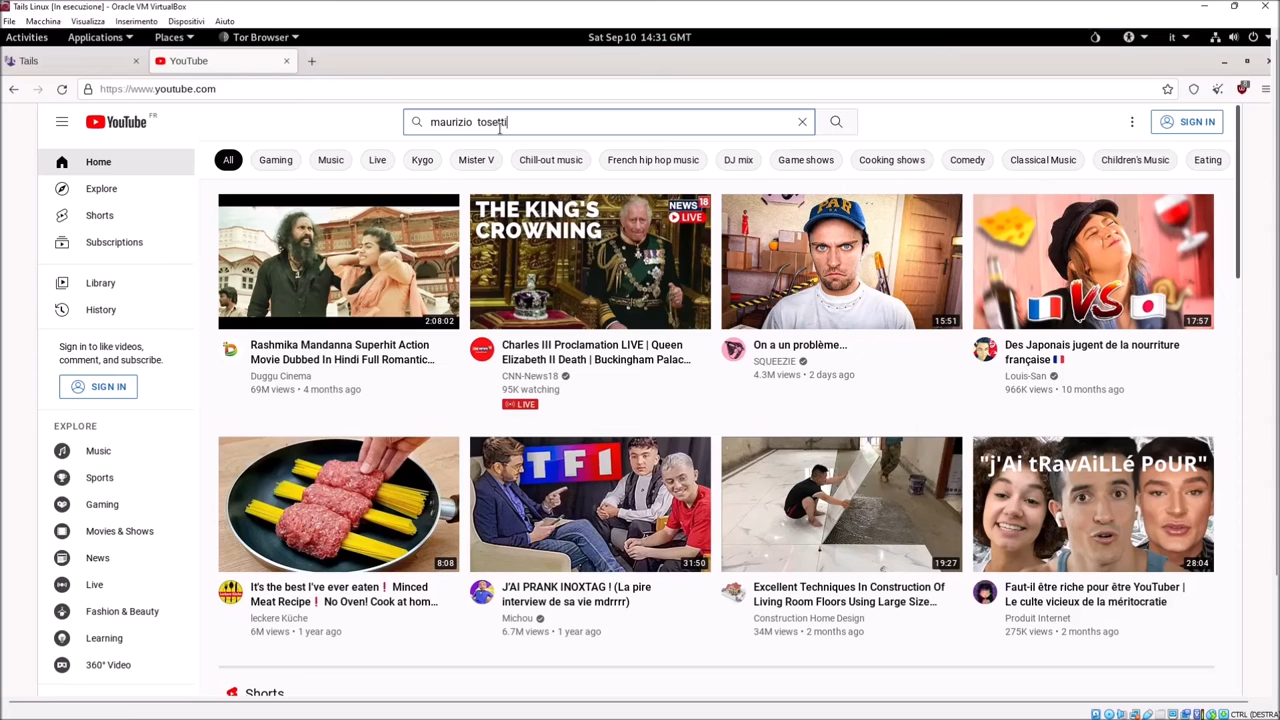 Tails Linux [In esecuzione] - Oracle VM VirtualBox
File Macchina Visualizza Inserimento Dispositivi Aiuto
Activities Applications Places Tor Browser Sat Sep 10 14:31 GMT it
Tails YouTube
https://www.youtube.com
YouTube FR maurizio  tosetti SIGN IN
All Gaming Music Live Kygo Mister V Chill-out music French hip hop music DJ mix Game shows Cooking shows Comedy Classical Music Children's Music Eating
Home
Explore
Shorts
Subscriptions
Library
History
Sign in to like videos,
comment, and subscribe.
SIGN IN
EXPLORE
Music
Sports
Gaming
Movies & Shows
News
Live
Fashion & Beauty
Learning
360° Video
2:08:02
Rashmika Mandanna Superhit Action
Movie Dubbed In Hindi Full Romantic...
Duggu Cinema
69M views • 4 months ago
THE KING'S
CROWNING
NEWS 18
LIVE
Charles III Proclamation LIVE | Queen
Elizabeth II Death | Buckingham Palac...
CNN-News18
95K watching
LIVE
15:51
On a un problème...
SQUEEZIE
4.3M views • 2 days ago
VS
17:57
Des Japonais jugent de la nourriture
française
Louis-San
966K views • 10 months ago
8:08
It's the best I've ever eaten❗ Minced
Meat Recipe❗ No Oven! Cook at hom...
leckere Küche
6M views • 1 year ago
TF1
31:50
J'AI PRANK INOXTAG ! (La pire
interview de sa vie mdrrrr)
Michou
6.7M views • 1 year ago
19:27
Excellent Techniques In Construction Of
Living Room Floors Using Large Size...
Construction Home Design
34M views • 2 months ago
"j'Ai tRavAiLLé PoUR"
28:04
Faut-il être riche pour être YouTuber |
Le culte vicieux de la méritocratie
Produit Internet
275K views • 2 months ago
Shorts
CTRL (DESTRA